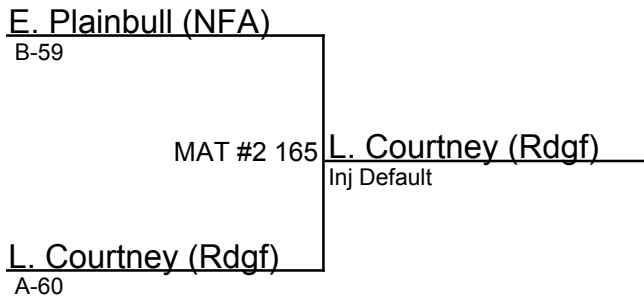 E. Plainbull (NFA)
B-59
MAT #2 165
L. Courtney (Rdgf)
Inj Default
L. Courtney (Rdgf)
A-60